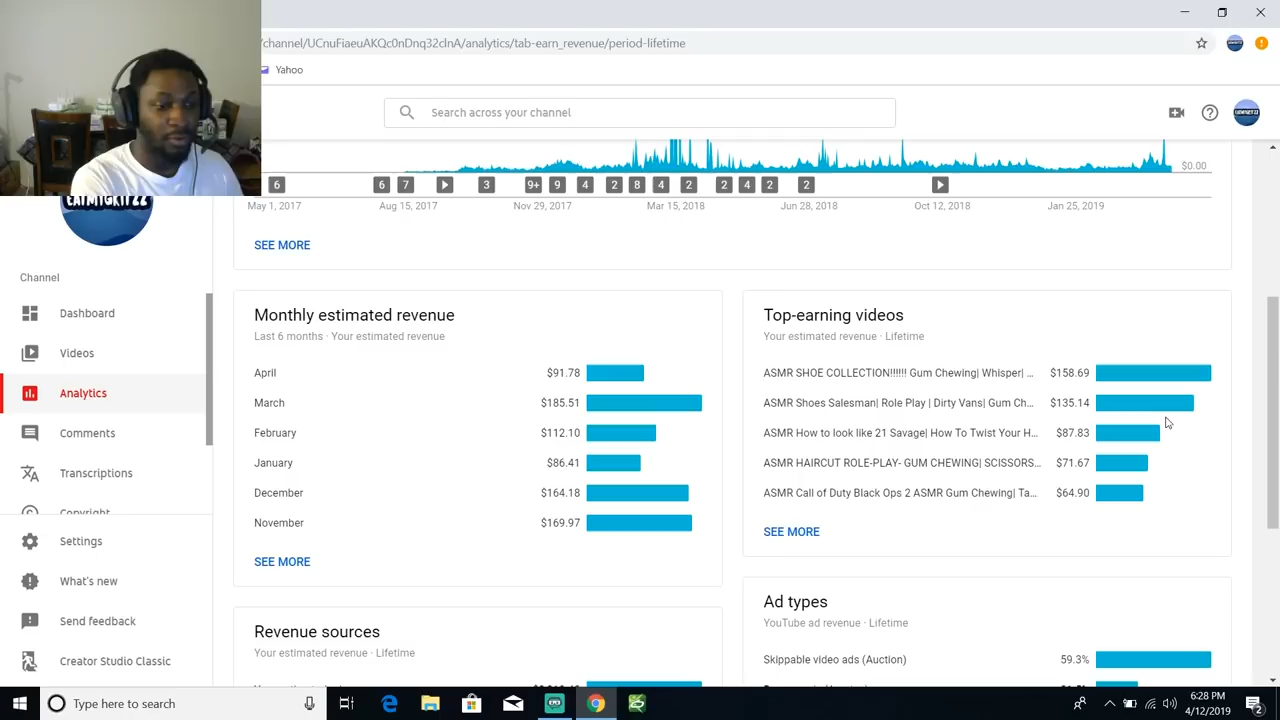 /channel/UCnuFiaeuAKQc0nDnq32clnA/analytics/tab-earn_revenue/period-lifetime
Yahoo
Search across your channel
$0.00
6 6 7 3 9+ 9 4 2 8 4 2 2 4 2 2
May 1, 2017 Aug 15, 2017 Nov 29, 2017 Mar 15, 2018 Jun 28, 2018 Oct 12, 2018 Jan 25, 2019
SEE MORE
EATMYGRITZZ
Channel
Dashboard
Videos
Analytics
Comments
Transcriptions
Copyright
Settings
What's new
Send feedback
Creator Studio Classic
Monthly estimated revenue
Last 6 months · Your estimated revenue
April $91.78
March $185.51
February $112.10
January $86.41
December $164.18
November $169.97
SEE MORE
Top-earning videos
Your estimated revenue · Lifetime
ASMR SHOE COLLECTION!!!!!! Gum Chewing| Whisper| ... $158.69
ASMR Shoes Salesman| Role Play | Dirty Vans| Gum Ch... $135.14
ASMR How to look like 21 Savage| How To Twist Your H... $87.83
ASMR HAIRCUT ROLE-PLAY- GUM CHEWING| SCISSORS... $71.67
ASMR Call of Duty Black Ops 2 ASMR Gum Chewing| Ta... $64.90
SEE MORE
Revenue sources
Your estimated revenue · Lifetime
Ad types
YouTube ad revenue · Lifetime
Skippable video ads (Auction) 59.3%
Type here to search
6:28 PM
4/12/2019
2